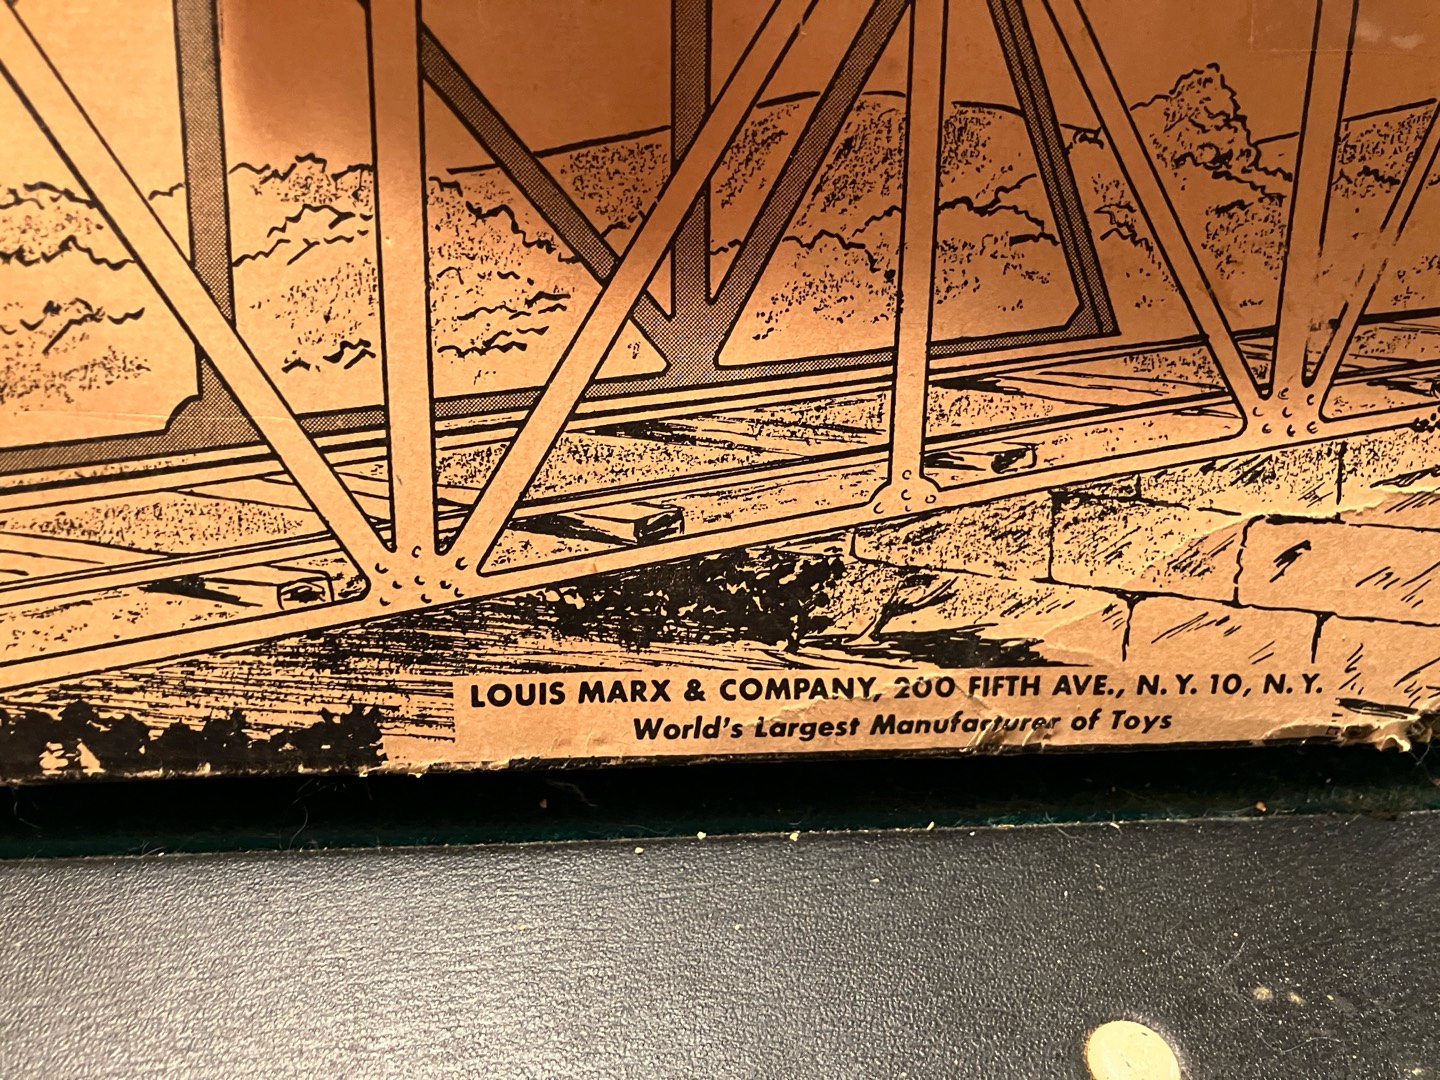 LOUIS MARX & COMPANY, 200 FIFTH AVE., N. Y. 10, N. Y.
World's Largest Manufacturer of Toys